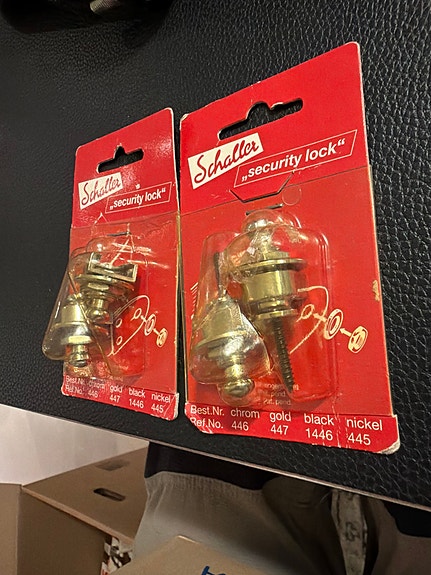 Schaller
„security lock“
Best.Nr. chrom gold black nickel
Ref.No. 446 447 1446 445
Schaller
„security lock“
Best.Nr. chrom gold black nickel
Ref.No. 446 447 1446 445